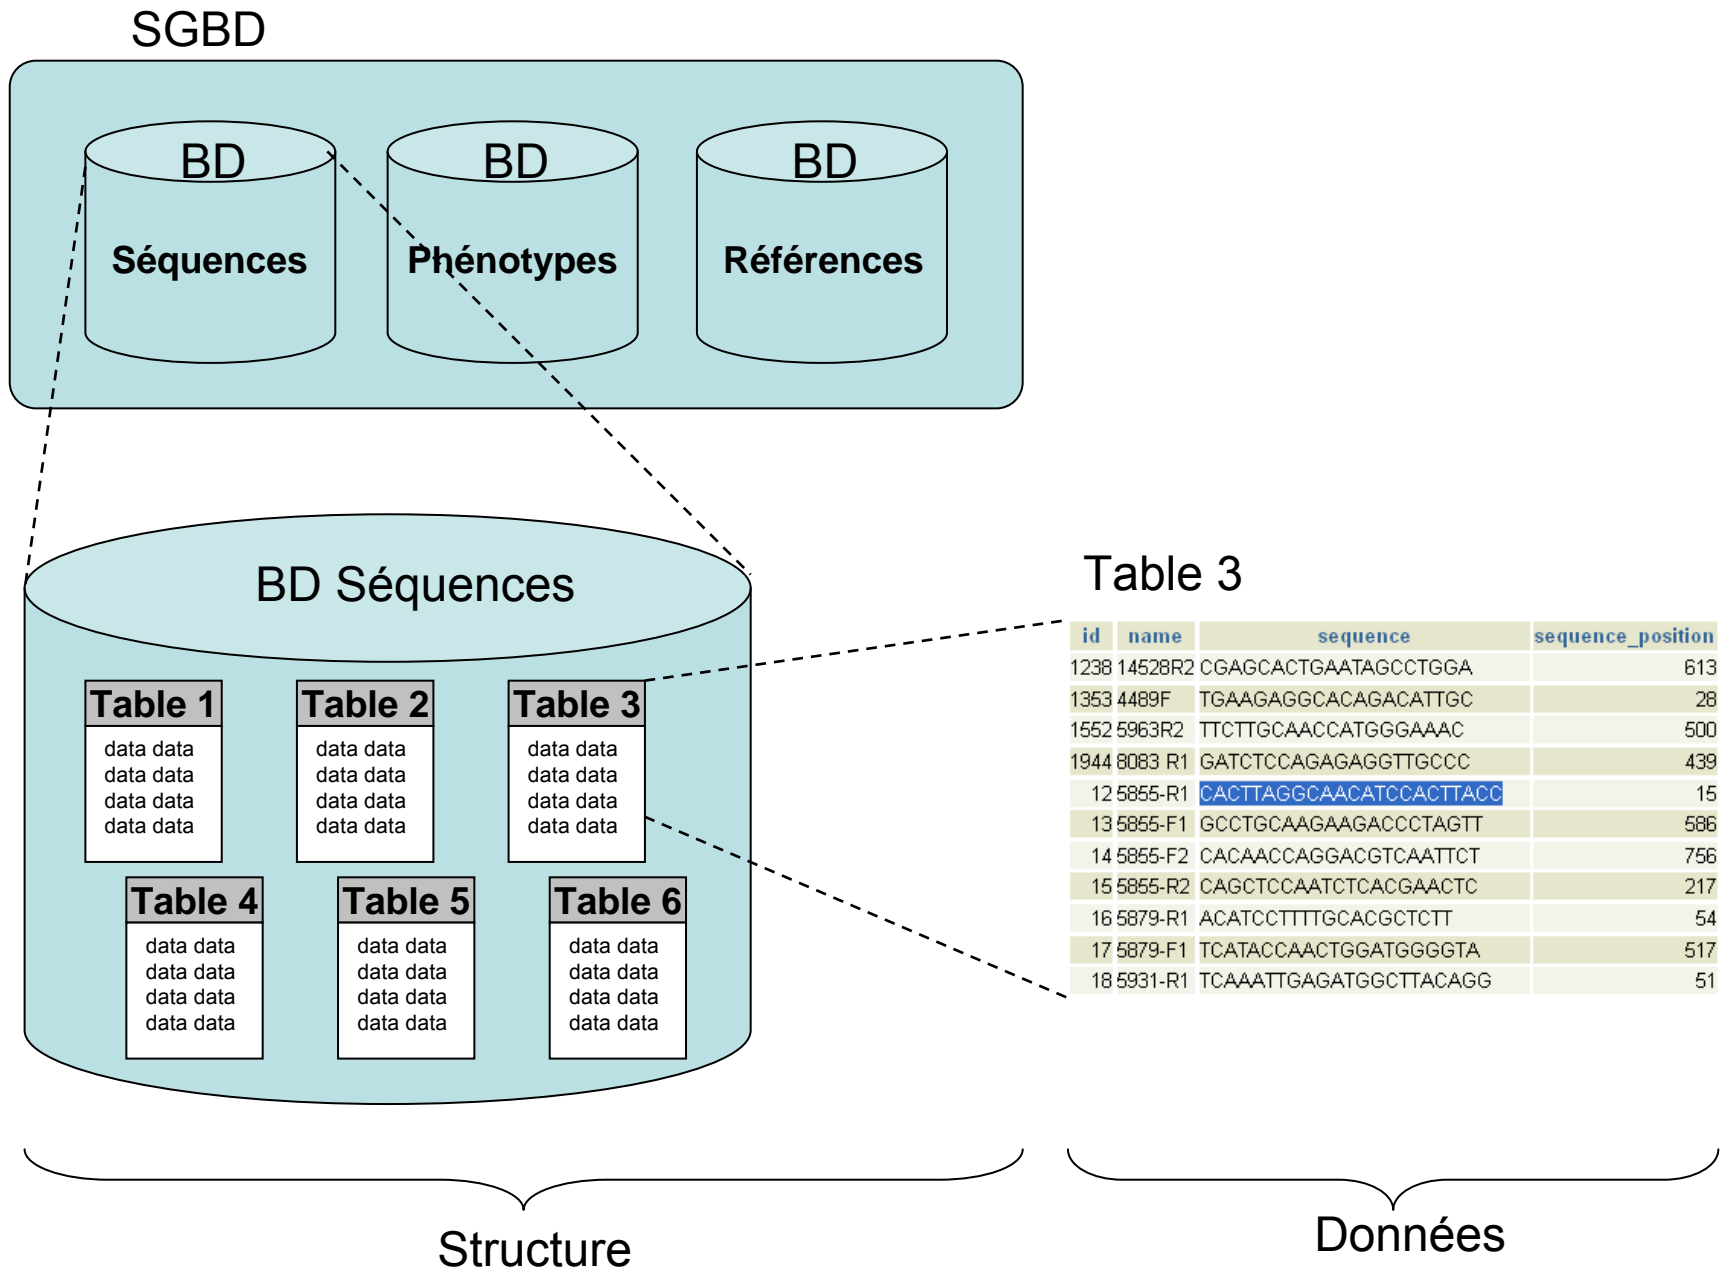 SGBD
BD BD BD
Séquences Phénotypes Références
BD Séquences
Table 1 Table 2 Table 3
data data data data data data
data data data data data data
data data data data data data
data data data data data data
Table 4 Table 5 Table 6
data data data data data data
data data data data data data
data data data data data data
data data data data data data
Table 3
id name sequence sequence_position
1238 14528R2 CGAGCACTGAATAGCCTGGA 613
1353 4489F TGAAGAGGCACAGACATTGC 28
1552 5963R2 TTCTTGCAACCATGGGAAAC 500
1944 8083 R1 GATCTCCAGAGAGGTTGCCC 439
12 5855-R1 CACTTAGGCAACATCCACTTACC 15
13 5855-F1 GCCTGCAAGAAGACCCTAGTT 586
14 5855-F2 CACAACCAGGACGTCAATTCT 756
15 5855-R2 CAGCTCCAATCTCACGAACTC 217
16 5879-R1 ACATCCTTTTGCACGCTCTT 54
17 5879-F1 TCATACCAACTGGATGGGGTA 517
18 5931-R1 TCAAATTGAGATGGCTTACAGG 51
Structure
Données